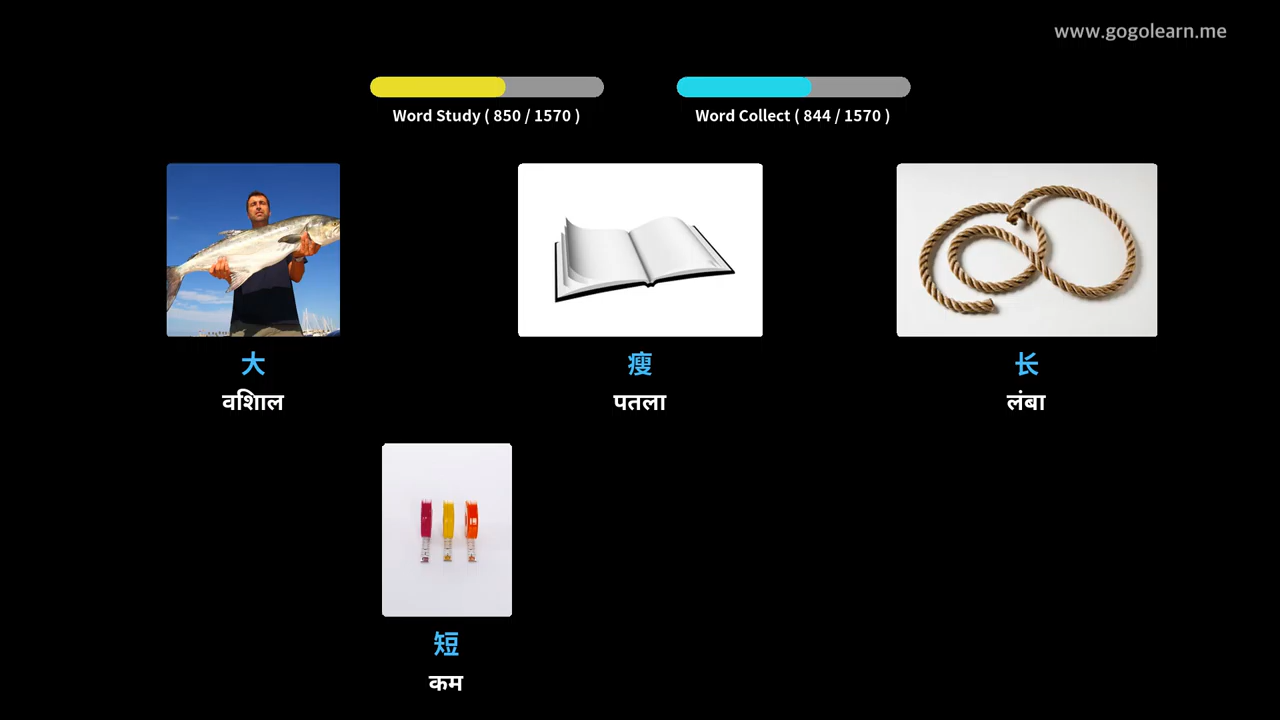 www.gogolearn.me
Word Study ( 850 / 1570 )
Word Collect ( 844 / 1570 )
大
瘦
长
वशिाल
पतला
लंबा
短
कम